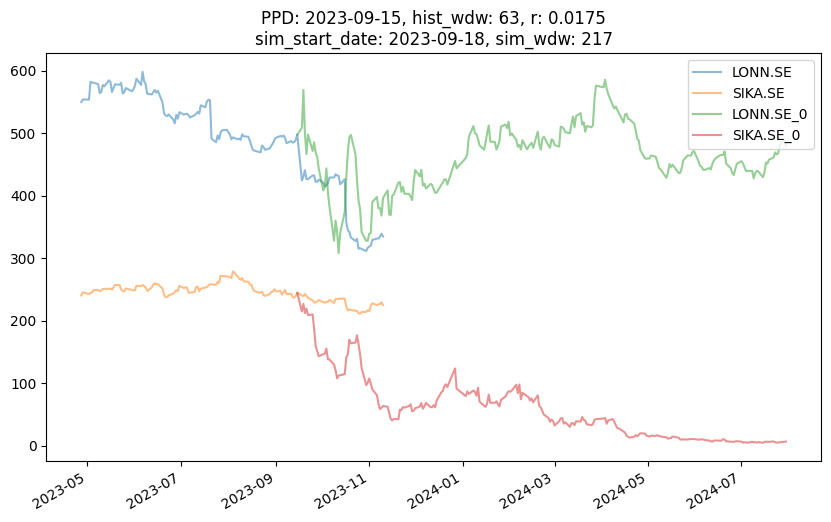 PPD: 2023-09-15, hist_wdw: 63, r: 0.0175
sim_start_date: 2023-09-18, sim_wdw: 217
LONN.SE
SIKA.SE
LONN.SE_0
SIKA.SE_0
600
500
400
300
200
100
0
2023-05
2023-07
2023-09
2023-11
2024-01
2024-03
2024-05
2024-07